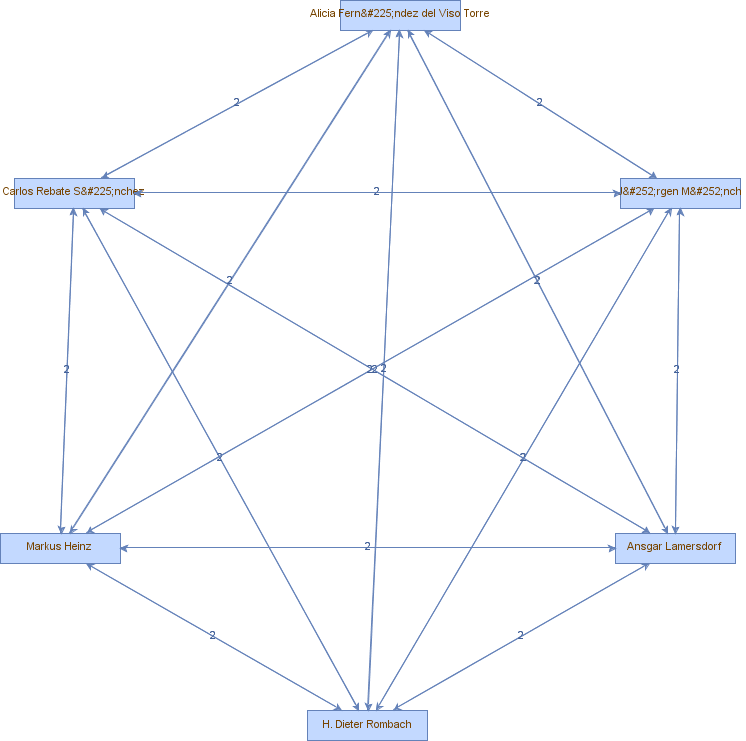 Alicia Fern&#225;ndez del Viso Torre
2
2
Carlos Rebate S&#225;nchez
2
J&#252;rgen M&#252;nch
2
2
2
2
2
2
2
2
2
Markus Heinz
2
Ansgar Lamersdorf
2
2
H. Dieter Rombach